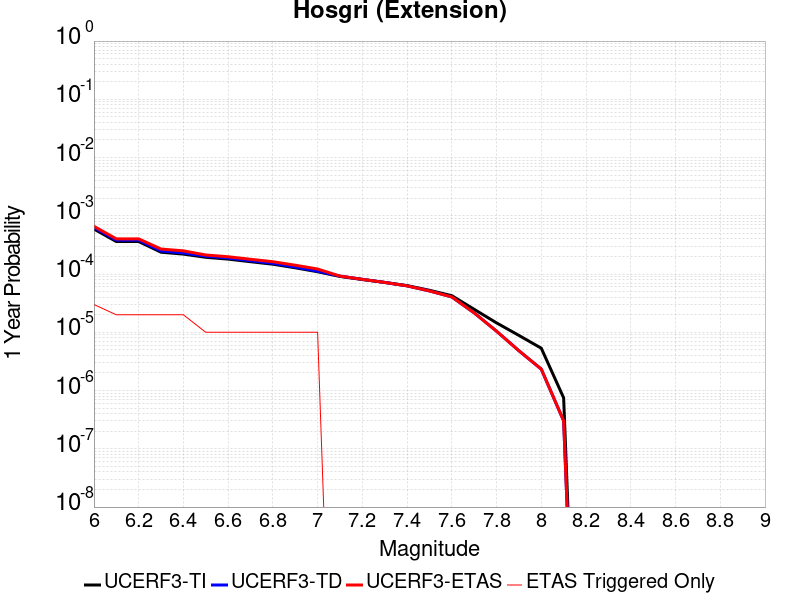 Hosgri (Extension)
10^0
10^-1
10^-2
10^-3
10^-4
10^-5
10^-6
10^-7
10^-8
1 Year Probability
6 6.2 6.4 6.6 6.8 7 7.2 7.4 7.6 7.8 8 8.2 8.4 8.6 8.8 9
Magnitude
UCERF3-TI UCERF3-TD UCERF3-ETAS ETAS Triggered Only